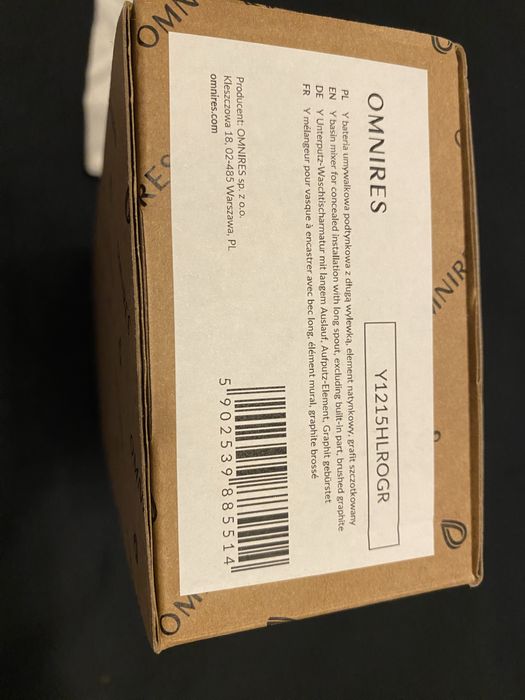 OMNIRES
Y1215HLROGR
PL Y bateria umywalkowa podtynkowa z długą wylewką, element natynkowy, grafit szczotkowany
EN Y basin mixer for concealed installation with long spout, excluding built-in part, brushed graphite
DE Y Unterputz-Waschtischarmatur mit langem Auslauf, Aufputz-Element, Graphit gebürstet
FR Y mélangeur pour vasque à encastrer avec bec long, élément mural, graphite brossé
Producent: OMNIRES sp. z o.o.
Kleszczowa 18, 02-485 Warszawa, PL
omnires.com
5 902539 885514